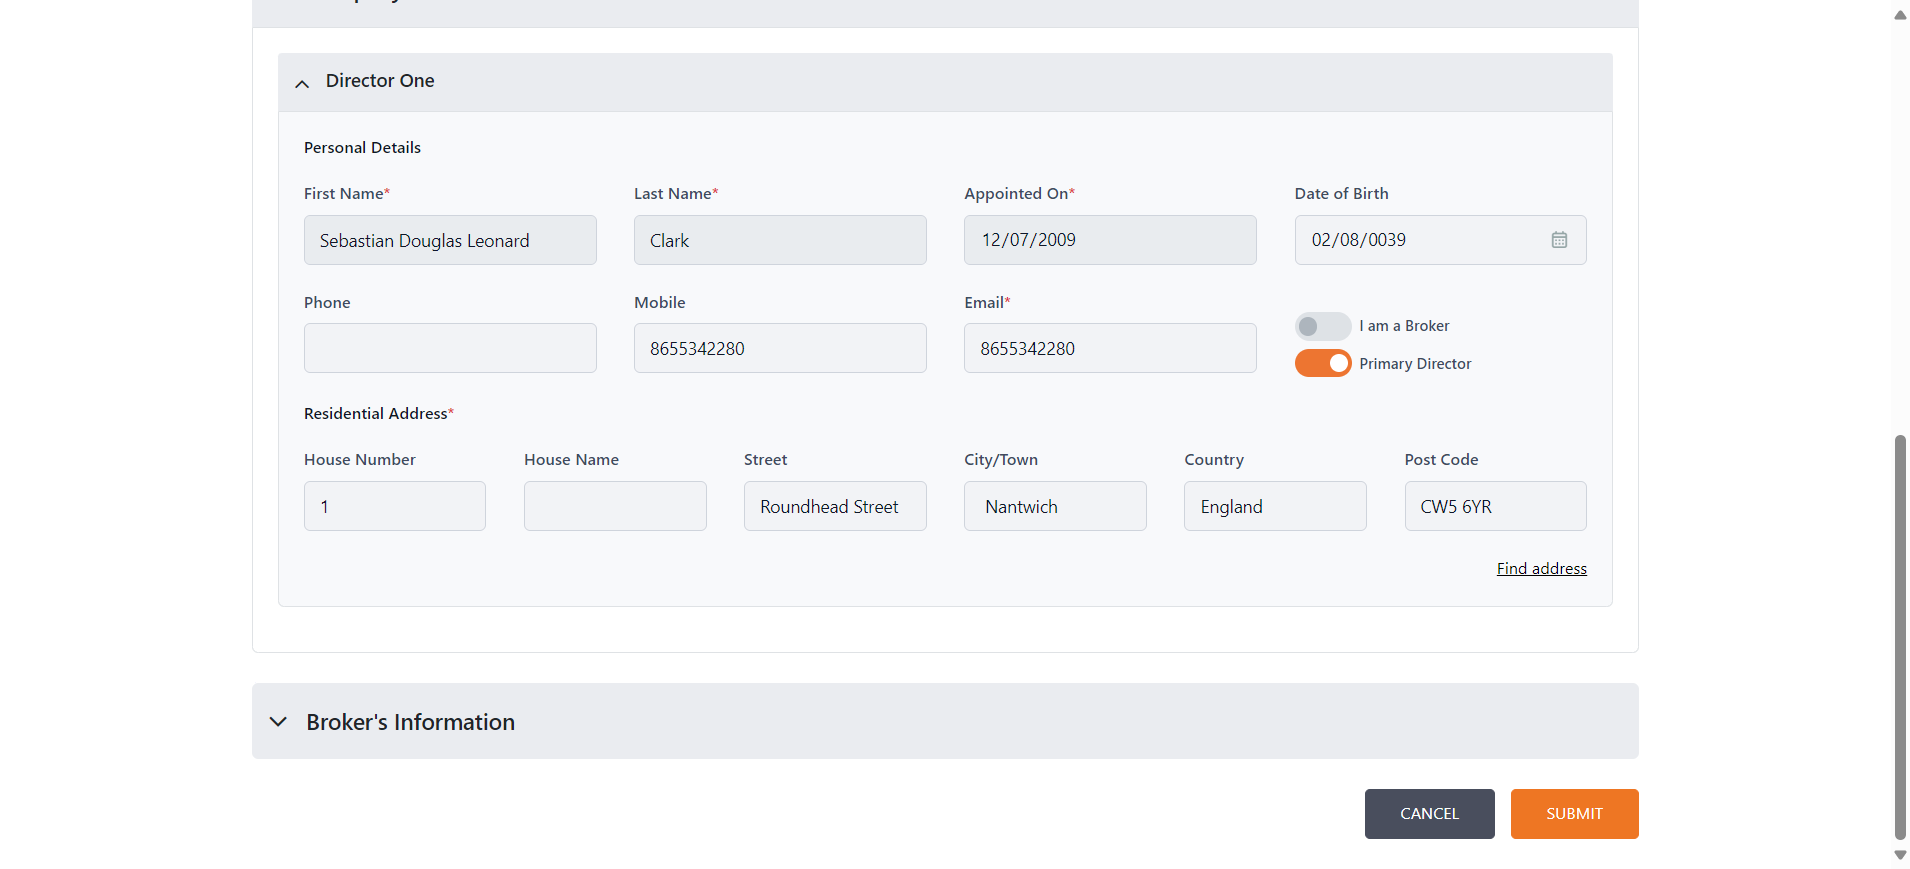 Director One
Personal Details
First Name* Last Name* Appointed On* Date of Birth
Sebastian Douglas Leonard Clark 12/07/2009 02/08/0039
Phone Mobile Email*
I am a Broker
8655342280 8655342280
Primary Director
Residential Address*
House Number House Name Street City/Town Country Post Code
1 Roundhead Street Nantwich England CW5 6YR
Find address
Broker's Information
CANCEL SUBMIT